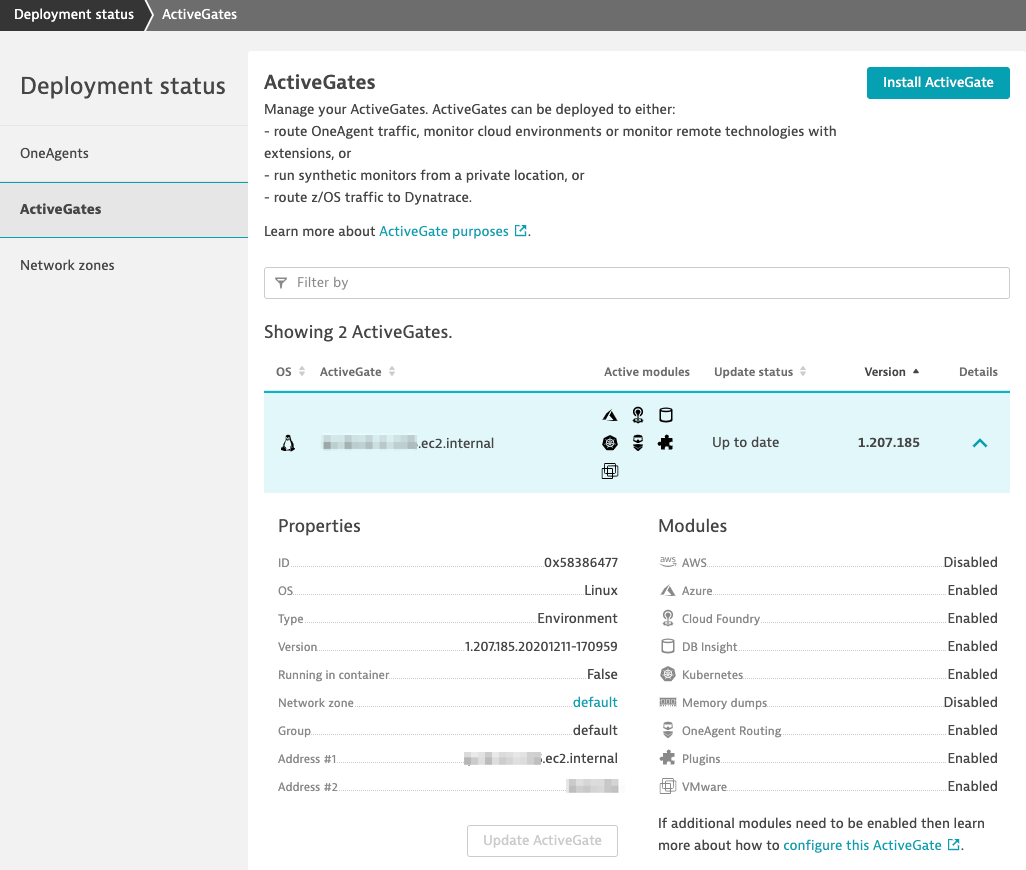 Deployment status
ActiveGates
Deployment status
OneAgents
ActiveGates
Network zones
ActiveGates
Install ActiveGate
Manage your ActiveGates. ActiveGates can be deployed to either:
- route OneAgent traffic, monitor cloud environments or monitor remote technologies with
extensions, or
- run synthetic monitors from a private location, or
- route z/OS traffic to Dynatrace.
Learn more about ActiveGate purposes.
Filter by
Showing 2 ActiveGates.
OS ActiveGate Active modules Update status Version Details
.ec2.internal Up to date 1.207.185
Properties
ID 0x58386477
OS Linux
Type Environment
Version 1.207.185.20201211-170959
Running in container False
Network zone default
Group default
Address #1 .ec2.internal
Address #2
Update ActiveGate
Modules
aws AWS Disabled
Azure Enabled
Cloud Foundry Enabled
DB Insight Enabled
Kubernetes Enabled
Memory dumps Disabled
OneAgent Routing Enabled
Plugins Enabled
VMware Enabled
If additional modules need to be enabled then learn
more about how to configure this ActiveGate.